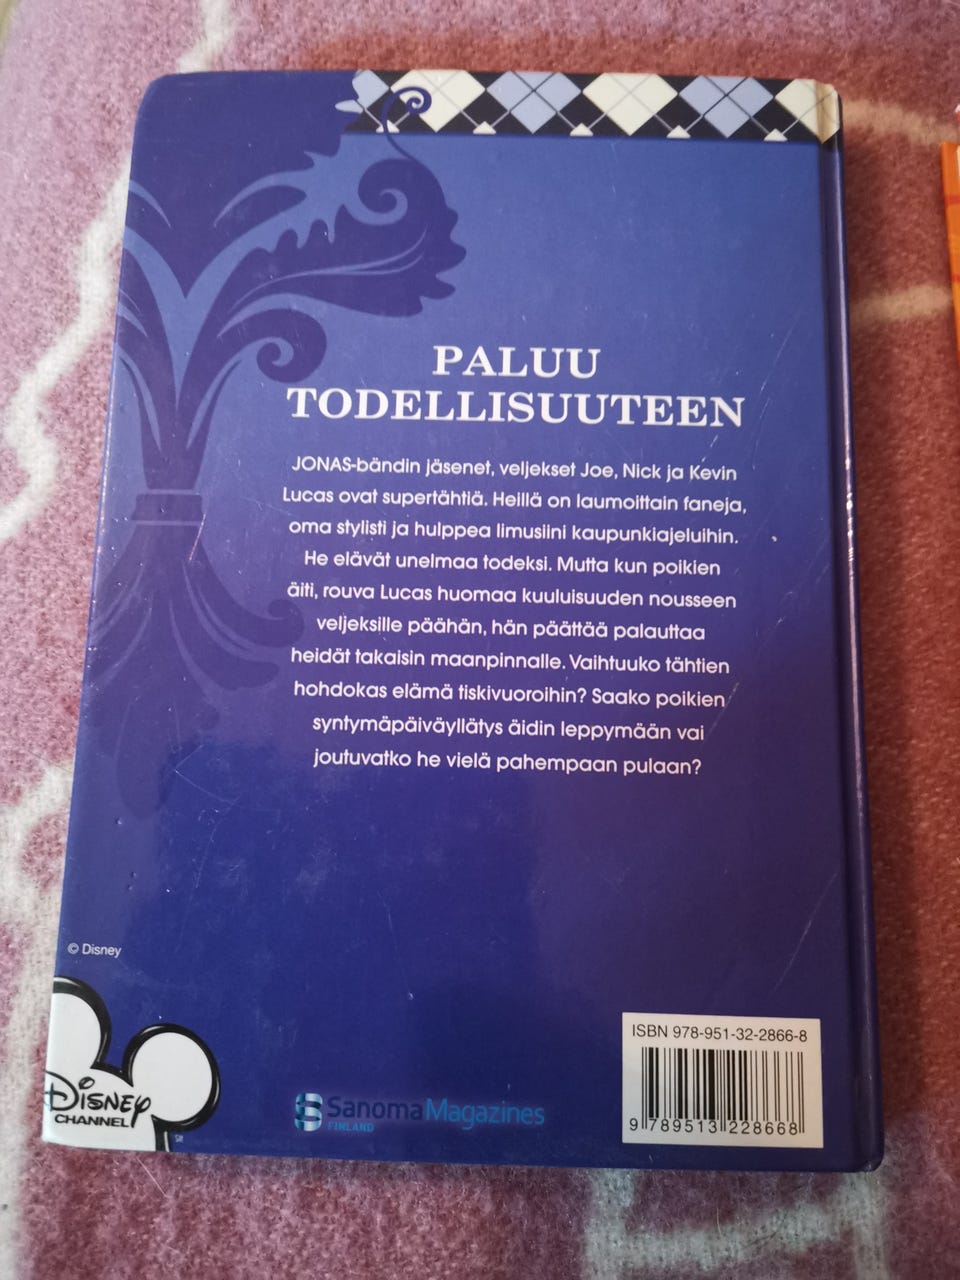 PALUU
TODELLISUUTEEN
JONAS-bändin jäsenet, veljekset Joe, Nick ja Kevin
Lucas ovat supertähtiä. Heillä on laumoittain faneja,
oma stylisti ja hulppea limusiini kaupunkiajeluihin.
He elävät unelmaa todeksi. Mutta kun poikien
äiti, rouva Lucas huomaa kuuluisuuden nousseen
veljeksille päähän, hän päättää palauttaa
heidät takaisin maanpinnalle. Vaihtuuko tähtien
hohdokas elämä tiskivuoroihin? Saako poikien
syntymäpäiväyllätys äidin leppymään vai
joutuvatko he vielä pahempaan pulaan?
© Disney
DISNEY
CHANNEL
SM
Sanoma Magazines
FINLAND
ISBN 978-951-32-2866-8
9 789513 228668